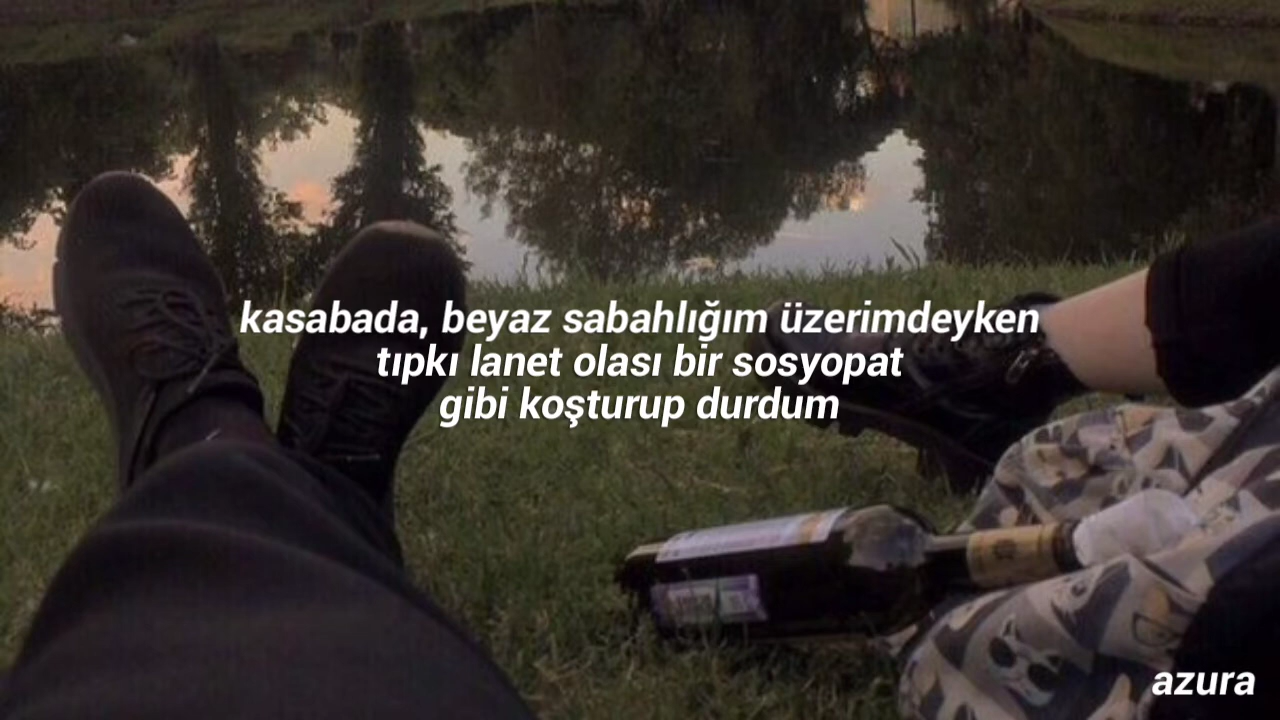 kasabada, beyaz sabahlığım üzerimdeyken
tıpkı lanet olası bir sosyopat
gibi koşturup durdum
azura